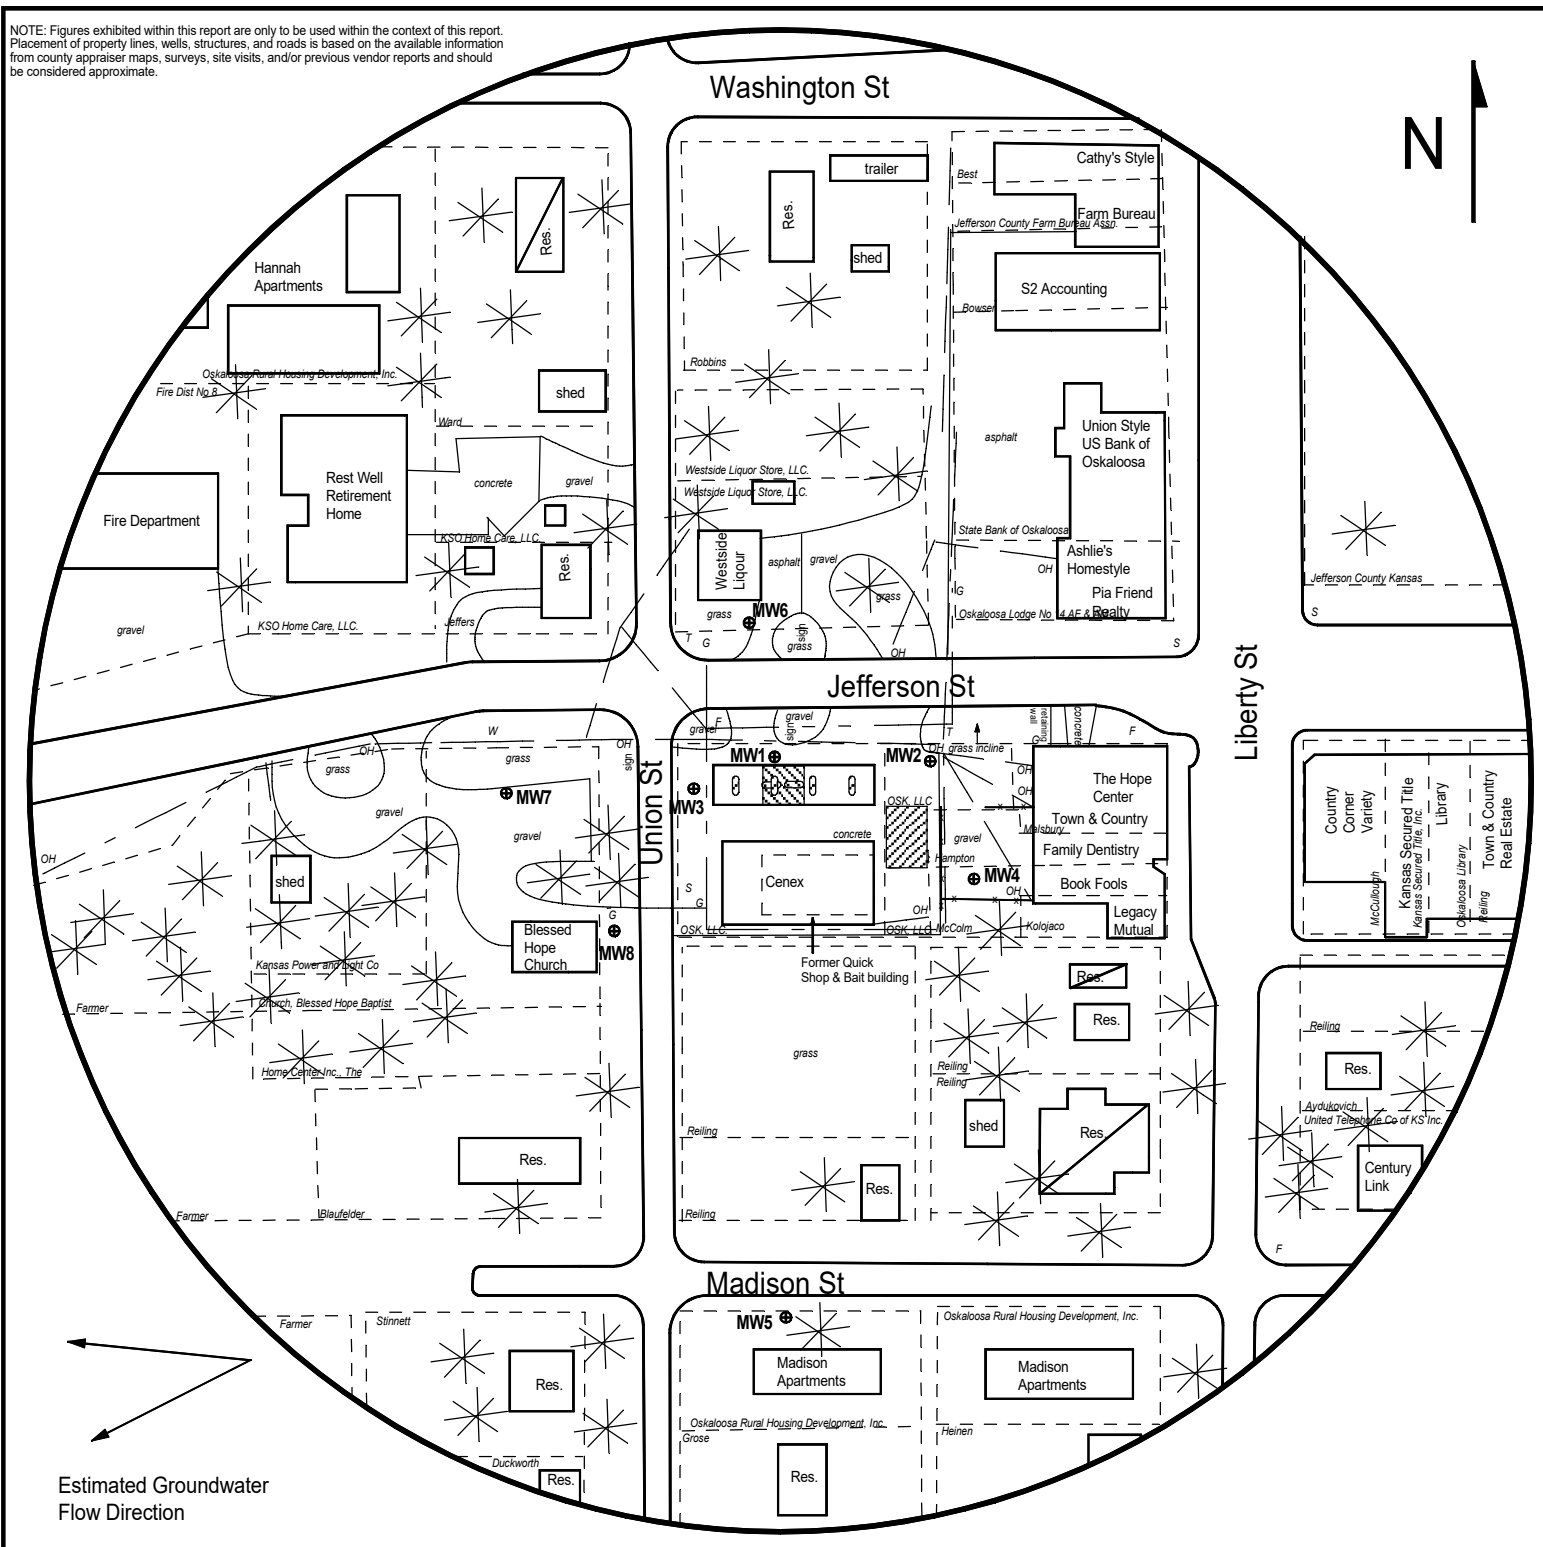 NOTE: Figures exhibited within this report are only to be used within the context of this report.
Placement of property lines, wells, structures, and roads is based on the available information
from county appraiser maps, surveys, site visits, and/or previous vendor reports and should
be considered approximate.
Washington St
N
Cathy's Style
trailer
Best
Res.
Res.
Farm Bureau
Jefferson County Farm Bureau Assn.
shed
Hannah
Apartments
S2 Accounting
Bowser
Robbins
Oskaloosa Rural Housing Development, Inc.
Fire Dist No 8
shed
Ward
Union Style
US Bank of
Oskaloosa
asphalt
Westside Liquor Store, LLC.
Westside Liquor Store, LLC.
Rest Well
Retirement
Home
concrete
gravel
Fire Department
State Bank of Oskaloosa
KSO Home Care, LLC.
Ashlie's
Homestyle
OH
Westside
Liqour
asphalt
gravel
Res.
Jefferson County Kansas
Pia Friend
Realty
G
grass
MW6
grass
Oskaloosa Lodge No 14 AF &
S
Jeffers
KSO Home Care, LLC.
gravel
sign
T
G
grass
OH
S
Jefferson St
Liberty St
gravel
gravel
F
sign
T
retaining
wall
G
concrete
F
W
OH
OH
grass
sign
grass
MW1
MW2
OH
grass incline
OH
OH
The Hope
Center
Town & Country
MW7
MW3
Union St
OSK, LLC
gravel
gravel
concrete
gravel
Malsbury
Family Dentistry
Hampton
Country
Corner
Variety
McCullough
Kansas Secured Title
Kansas Secured Title, Inc.
Library
Oskaloosa Library
Town & Country
Real Estate
Reiling
OH
shed
Cenex
MW4
OH
Book Fools
S
G
G
OH
Legacy
Mutual
Blessed
Hope
Church
MW8
OSK, LLC.
OSK, LLC
McColm
Kolojaco
Kansas Power and Light Co
Former Quick
Shop & Bait building
Res.
Farmer
Church, Blessed Hope Baptist
Res.
Reiling
grass
Home Center Inc., The
Reiling
Reiling
Res.
Aydukovich
United Telephone Co of KS Inc.
Reiling
shed
Res.
Res.
Century
Link
Res.
Farmer
Blaufelder
Reiling
F
Madison St
Farmer
Stinnett
MW5
Oskaloosa Rural Housing Development, Inc.
Madison
Apartments
Madison
Apartments
Res.
Oskaloosa Rural Housing Development, Inc.
Grose
Heinen
Duckworth
Res.
Res.
Estimated Groundwater
Flow Direction